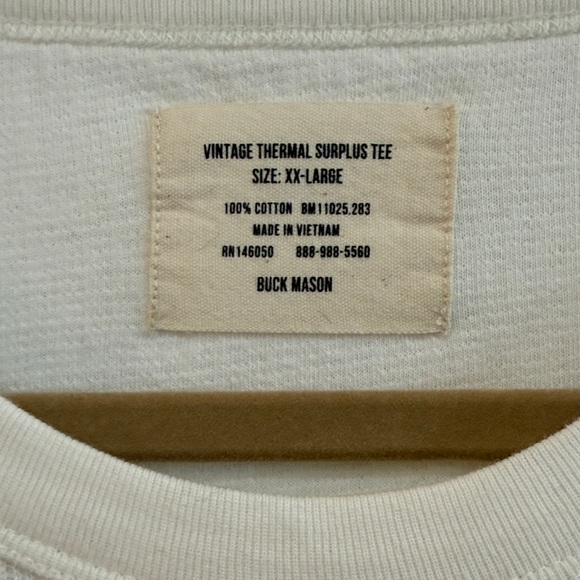 VINTAGE THERMAL SURPLUS TEE
SIZE: XX-LARGE
100% COTTON BM11025.283
MADE IN VIETNAM
RN146050 888-988-5560
BUCK MASON